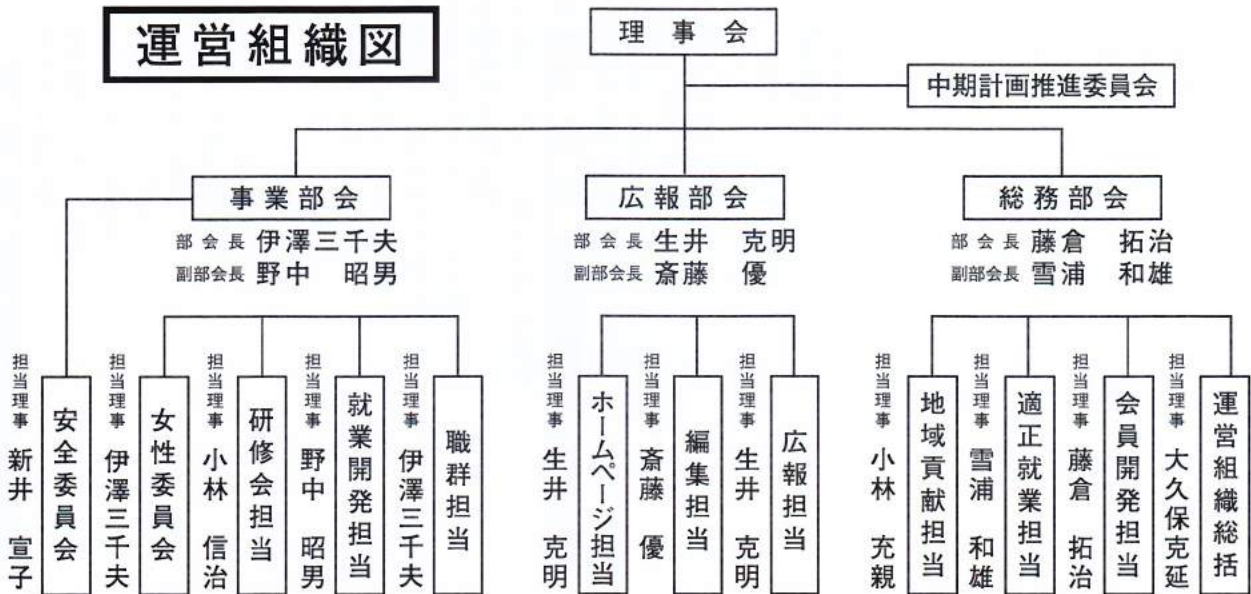 運営組織図
理事会
中期計画推進委員会
事業部会
部会長 伊澤三千夫
副部会長 野中 昭男
広報部会
部会長 生井 克明
副部会長 斎藤 優
総務部会
部会長 藤倉 拓治
副部会長 雪浦 和雄
安全委員会
担当理事 新井 宣子
女性委員会
担当理事 伊澤三千夫
研修会担当
担当理事 小林 信治
就業開発担当
担当理事 野中 昭男
職群担当
担当理事 伊澤三千夫
ホームページ担当
担当理事 生井 克明
編集担当
担当理事 斎藤 優
広報担当
担当理事 生井 克明
地域貢献担当
担当理事 小林 充親
適正就業担当
担当理事 雪浦 和雄
会員開発担当
担当理事 藤倉 拓治
運営組織総括
担当理事 大久保克延